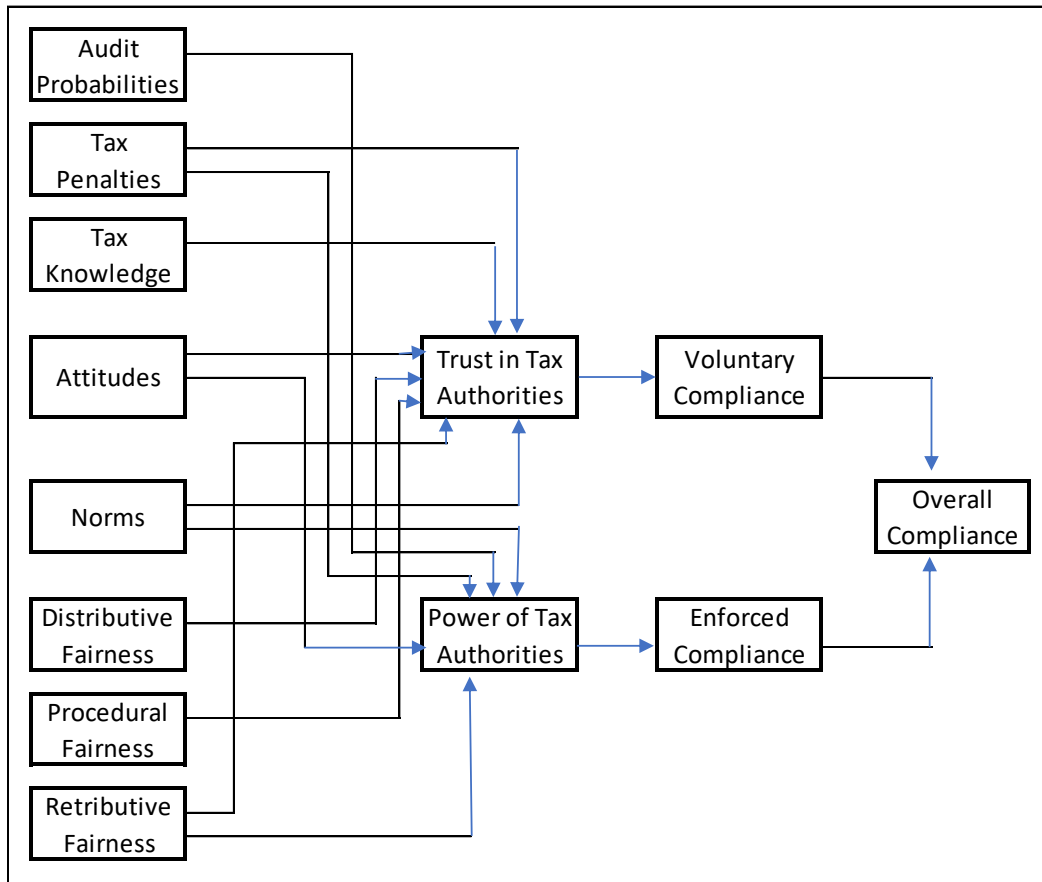 Audit
Probabilities
Tax
Penalties
Tax
Knowledge
Attitudes
Trust in Tax
Authorities
Voluntary
Compliance
Norms
Overall
Compliance
Distributive
Fairness
Power of Tax
Authorities
Enforced
Compliance
Procedural
Fairness
Retributive
Fairness